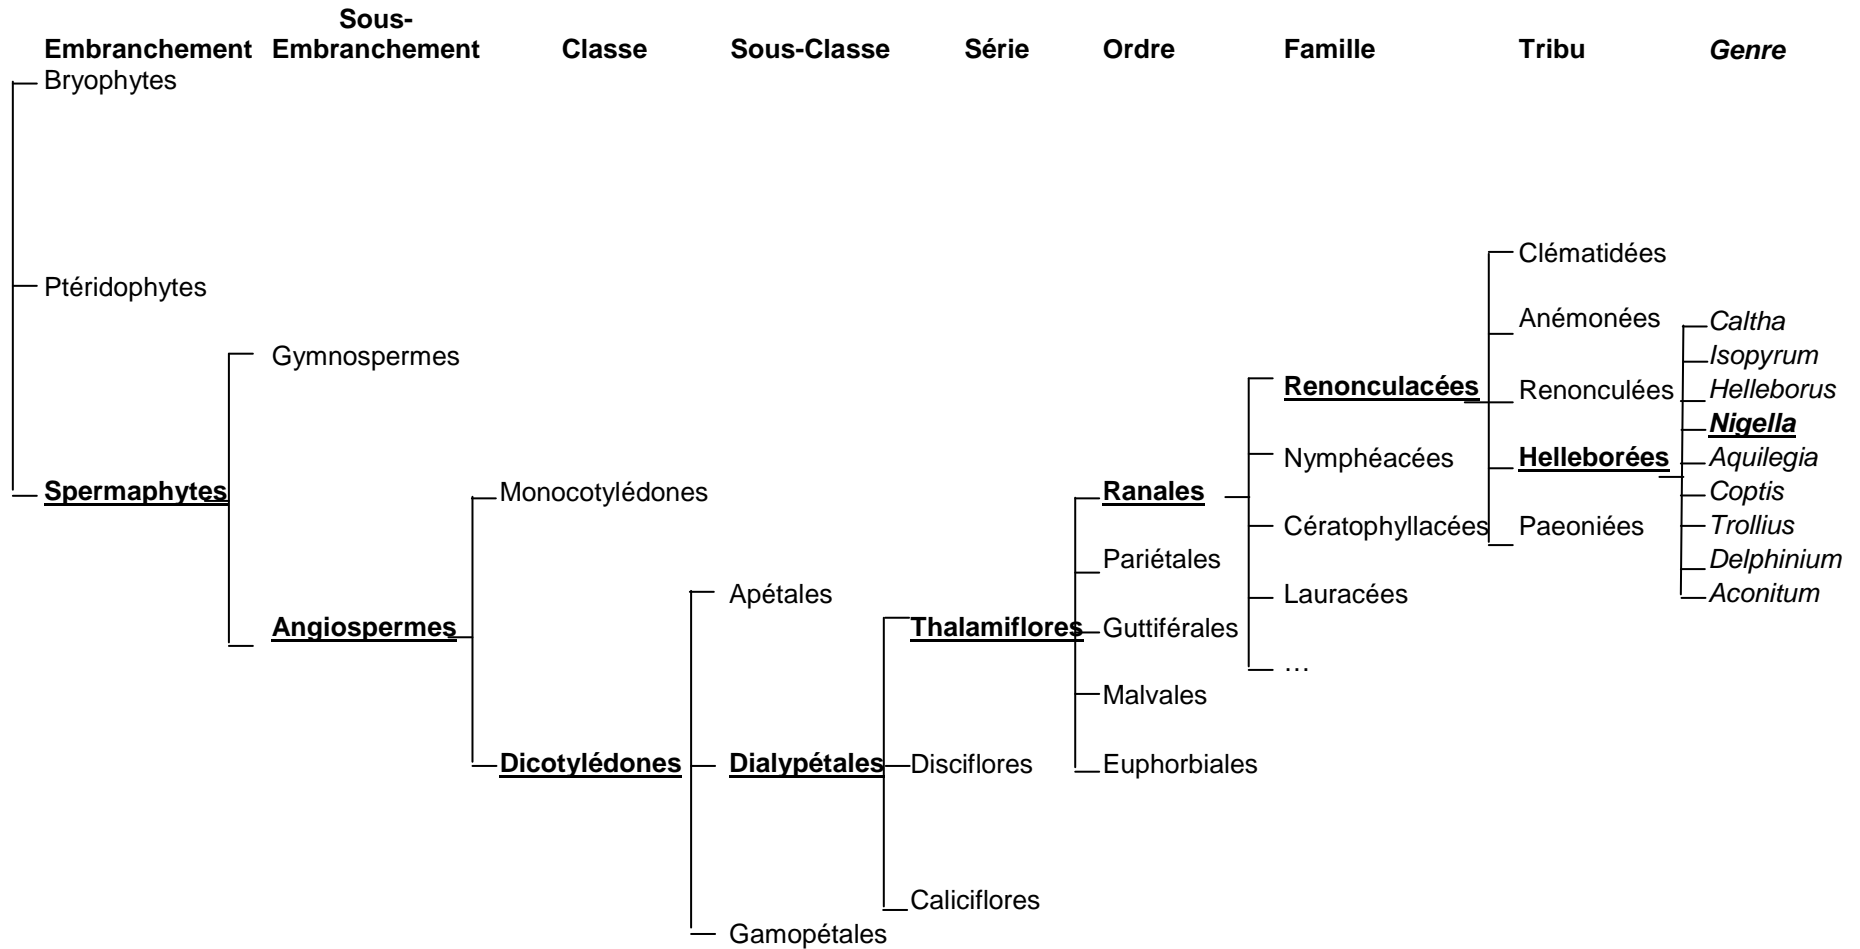 Sous-
Embranchement Embranchement Classe Sous-Classe Série Ordre Famille Tribu Genre
Bryophytes
Clématidées
Ptéridophytes
Anémonées
Caltha
Gymnospermes
Isopyrum
Renonculacées
Renonculées
Helleborus
Nigella
Nymphéacées
Helleborées
Aquilegia
Spermaphytes
Monocotylédones
Ranales
Coptis
Cératophyllacées
Paeoniées
Trollius
Pariétales
Delphinium
Apétales
Lauracées
Aconitum
Angiospermes
Thalamiflores
Guttiférales
…
Malvales
Dicotylédones
Dialypétales
Disciflores
Euphorbiales
Caliciflores
Gamopétales